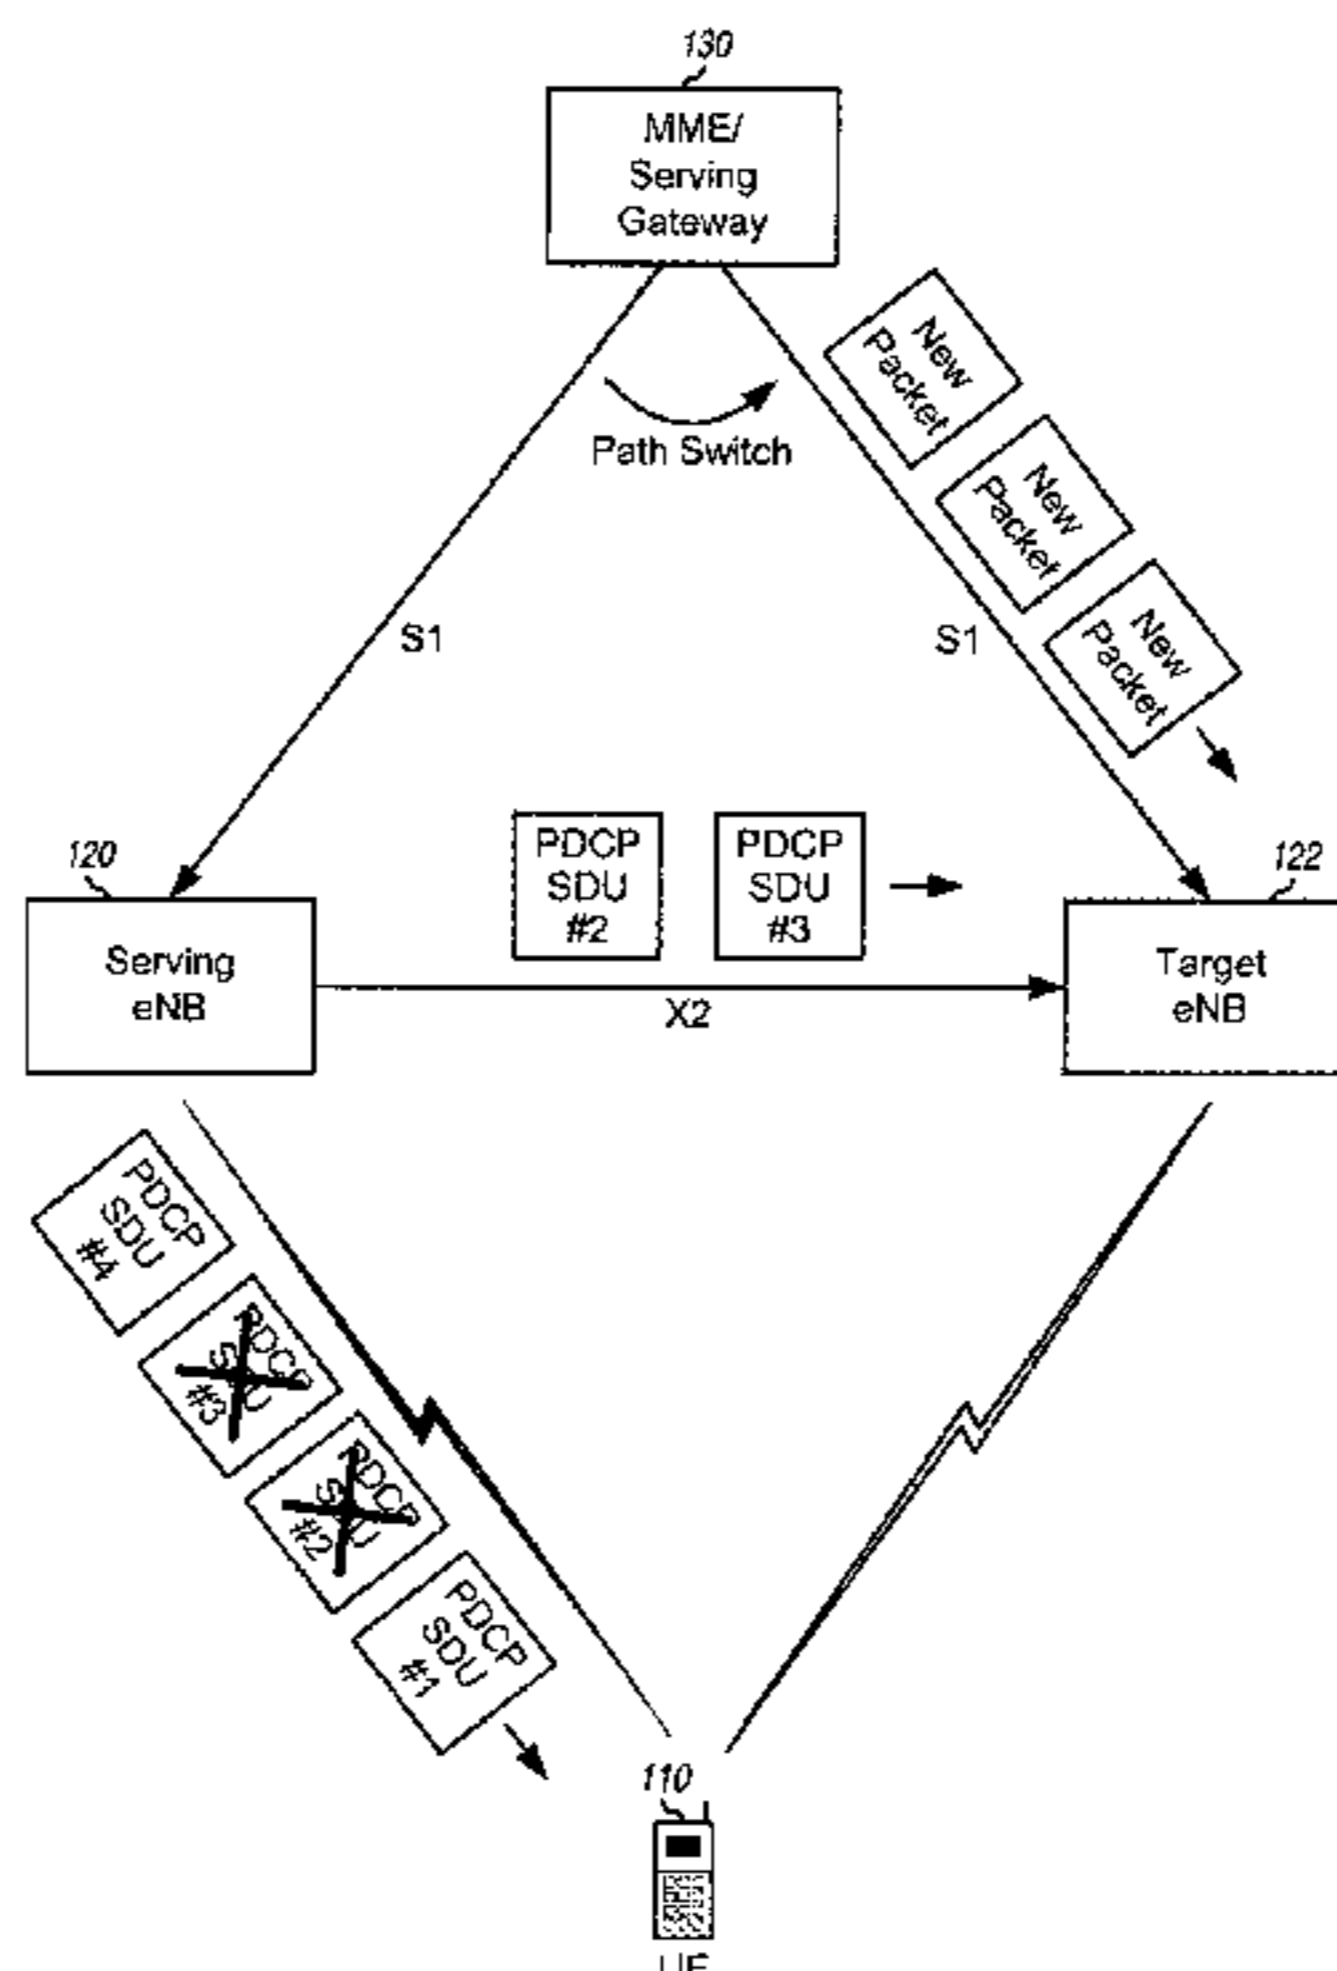 130
MME/
Serving
Gateway
New
Packet
New
Packet
New
Packet
Path Switch
S1
S1
PDCP
SDU
#2
PDCP
SDU
#3
120
122
Serving
eNB
Target
eNB
X2
PDCP
SDU
#4
PDCP
SDU
#3
PDCP
SDU
#2
PDCP
SDU
#1
110
UE